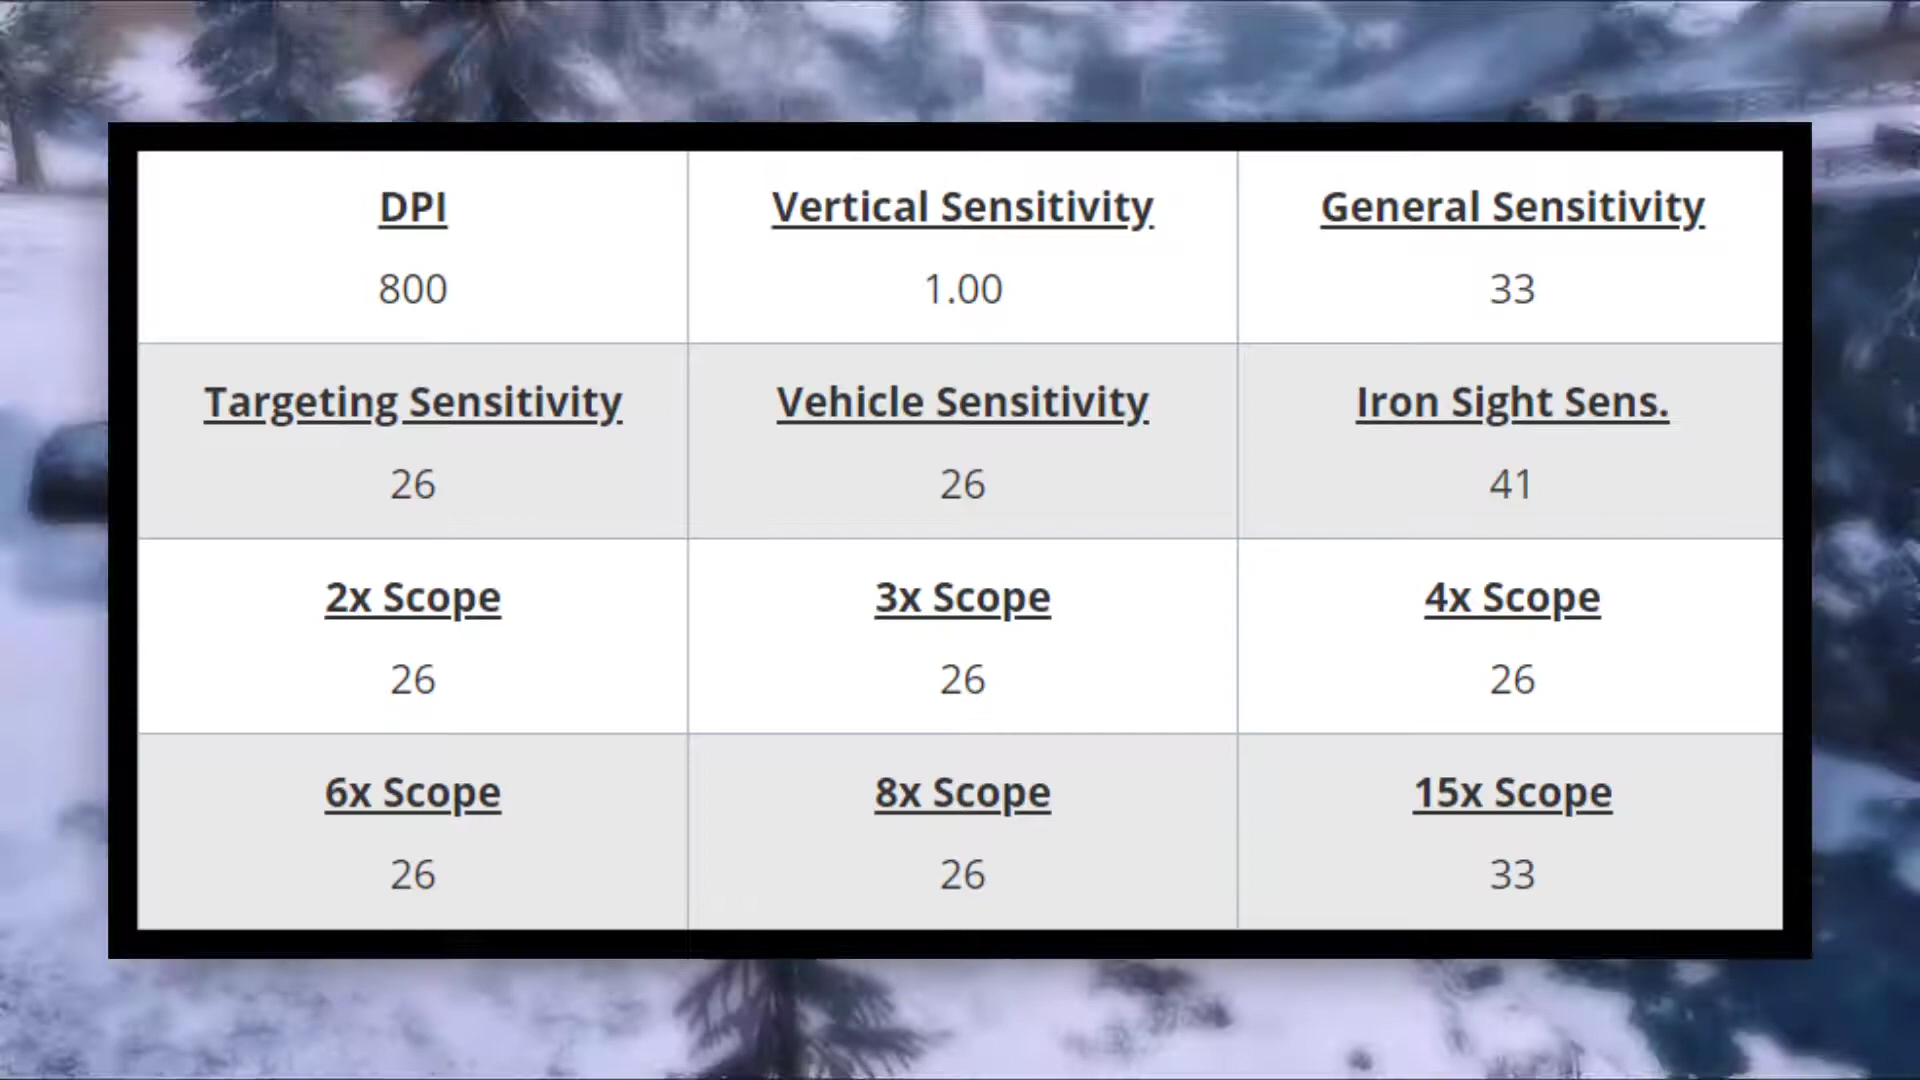 DPI
Vertical Sensitivity
General Sensitivity
800
1.00
33
Targeting Sensitivity
Vehicle Sensitivity
Iron Sight Sens.
26
26
41
2x Scope
3x Scope
4x Scope
26
26
26
6x Scope
8x Scope
15x Scope
26
26
33